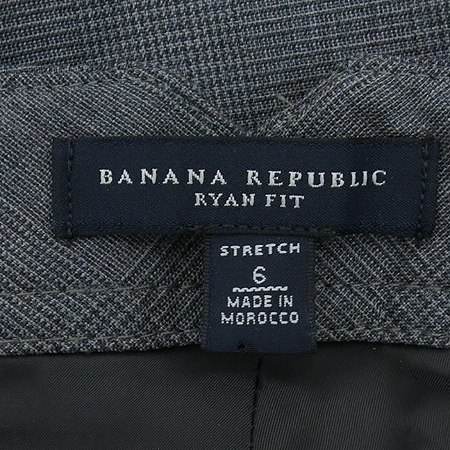 BANANA REPUBLIC
RYAN FIT
STRETCH
6
MADE IN
MOROCCO